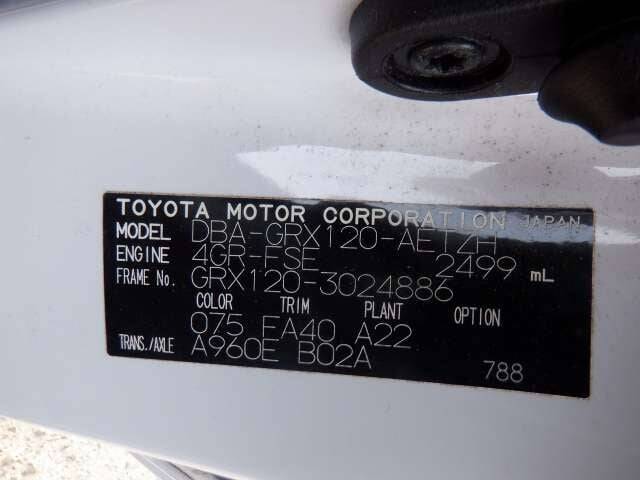 TOYOTA MOTOR CORPORATION JAPAN
MODEL DBA-GRX120-AETZH
ENGINE 4GR-FSE 2499 mL
FRAME No. GRX120-3024886
COLOR TRIM PLANT OPTION
075 FA40 A22
TRANS./AXLE A960E B02A 788